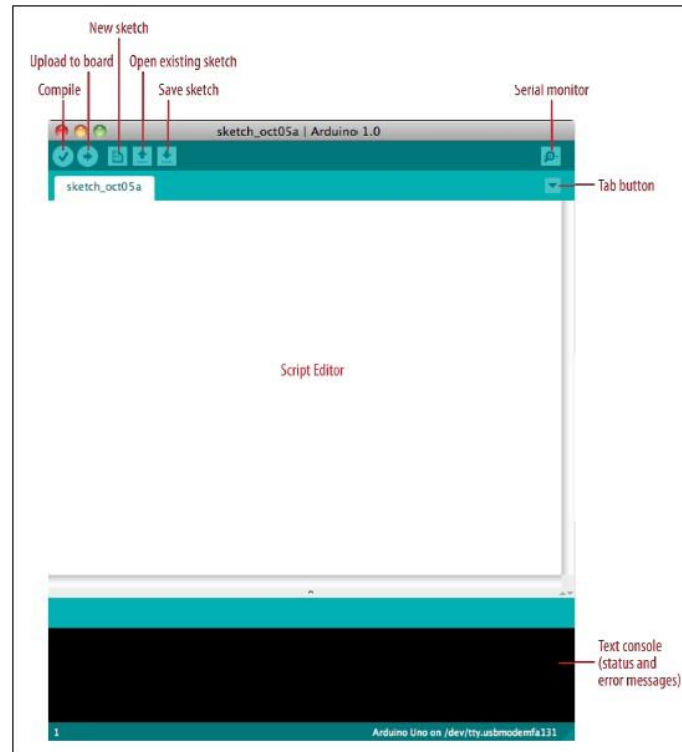 New sketch
Upload to board
Open existing sketch
Compile
Save sketch
Serial monitor
sketch_oct05a | Arduino 1.0
sketch_oct05a
Tab button
Script Editor
Text console
(status and
error messages)
1
Arduino Uno on /dev/tty.usbmodemfa131